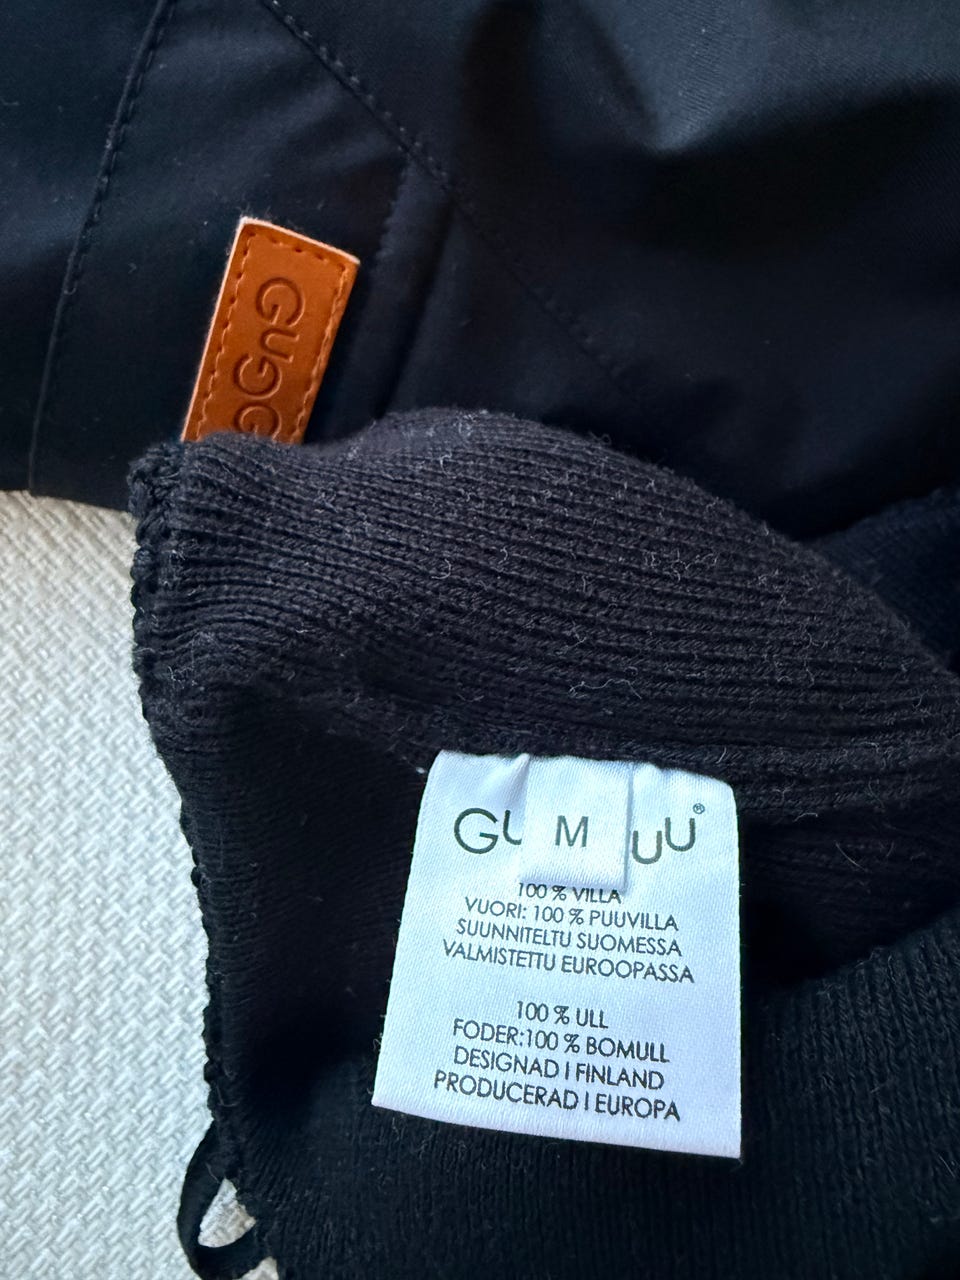 GUGG
GU M UU®
100 % VILLA
VUORI: 100 % PUUVILLA
SUUNNITELTU SUOMESSA
VALMISTETTU EUROOPASSA
100 % ULL
FODER:100 % BOMULL
DESIGNAD I FINLAND
PRODUCERAD I EUROPA